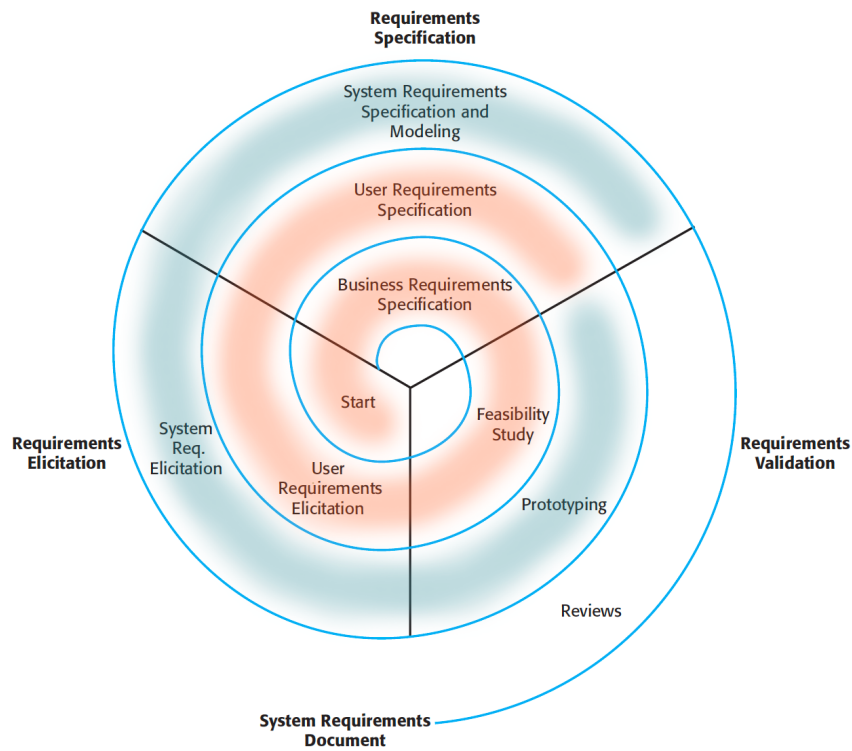 Requirements
Specification
System Requirements
Specification and
Modeling
User Requirements
Specification
Business Requirements
Specification
Start
Feasibility
Study
System
Req.
Elicitation
User
Requirements
Elicitation
Requirements
Elicitation
Requirements
Validation
Prototyping
Reviews
System Requirements
Document